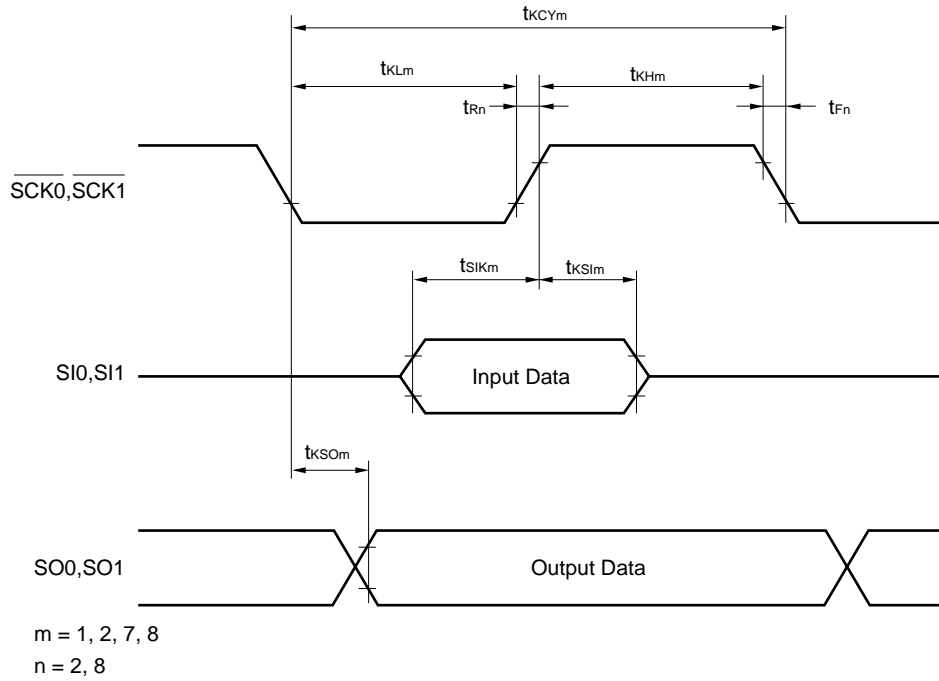 tKCYm
tKLm
tKHm
tRn
tFn
SCK0,SCK1
tSIKm
tKSIm
SI0,SI1
Input Data
tKSOm
SO0,SO1
Output Data
m = 1, 2, 7, 8
n = 2, 8